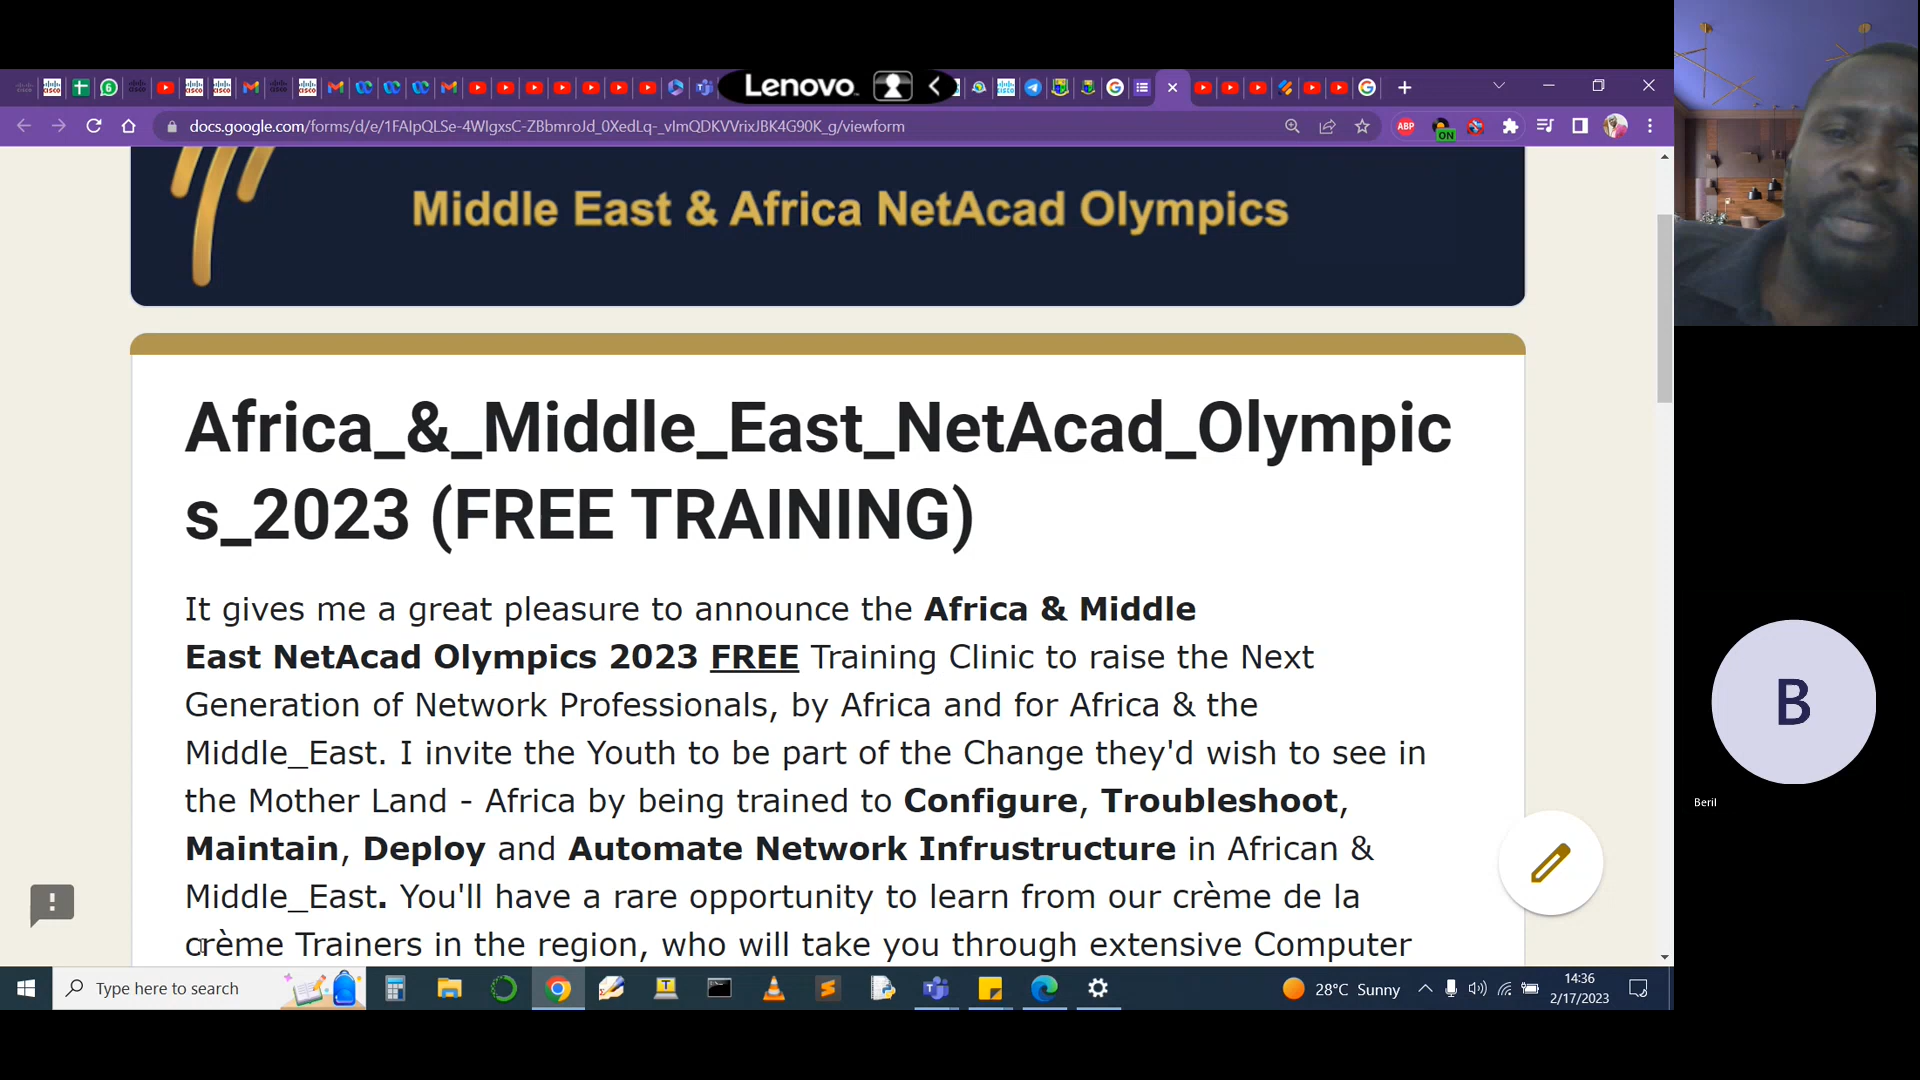 Lenovo
docs.google.com/forms/d/e/1FAIpQLSe-4WIgxsC-ZBbmroJd_0XedLq-_vImQDKVVrixJBK4G90K_g/viewform
ABP
ON
Middle East & Africa NetAcad Olympics
Africa_&_Middle_East_NetAcad_Olympic
s_2023 (FREE TRAINING)
It gives me a great pleasure to announce the Africa & Middle
East NetAcad Olympics 2023 FREE Training Clinic to raise the Next
Generation of Network Professionals, by Africa and for Africa & the
Middle_East. I invite the Youth to be part of the Change they'd wish to see in
the Mother Land - Africa by being trained to Configure, Troubleshoot,
Maintain, Deploy and Automate Network Infrustructure in African &
Middle_East. You'll have a rare opportunity to learn from our crème de la
crème Trainers in the region, who will take you through extensive Computer
B
Beril
Type here to search
28°C Sunny
14:36
2/17/2023